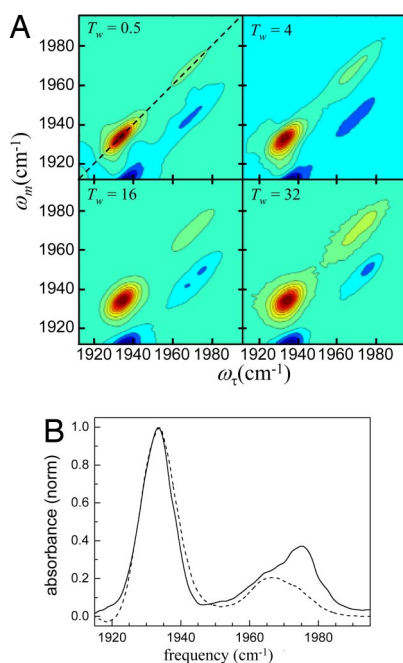 A
T_w = 0.5
T_w = 4
1980
1960
1940
1920
ω_m(cm⁻¹)
T_w = 16
T_w = 32
1980
1960
1940
1920
1920 1940 1960 1980 1920 1940 1960 1980
ω_τ(cm⁻¹)
B
1.0
0.8
0.6
0.4
0.2
0.0
absorbance (norm)
1920 1940 1960 1980
frequency (cm⁻¹)